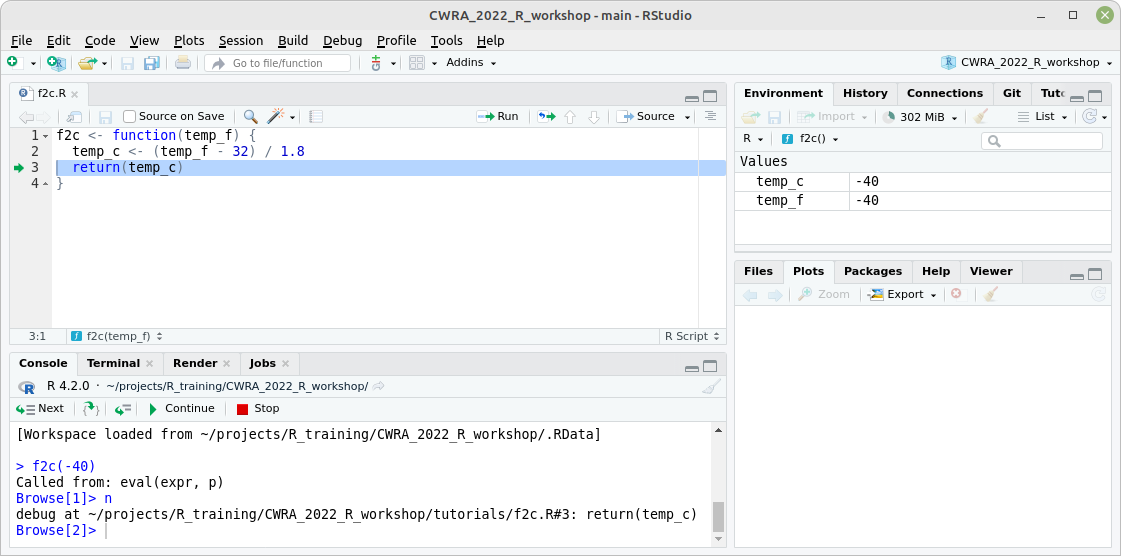 CWRA_2022_R_workshop - main - RStudio
File Edit Code View Plots Session Build Debug Profile Tools Help
Go to file/function Addins CWRA_2022_R_workshop
f2c.R
Source on Save Run Source
1 f2c <- function(temp_f) {
2 temp_c <- (temp_f - 32) / 1.8
3 return(temp_c)
4 }
3:1 f2c(temp_f) R Script
Console Terminal Render Jobs
R 4.2.0 · ~/projects/R_training/CWRA_2022_R_workshop/
Next Continue Stop
[Workspace loaded from ~/projects/R_training/CWRA_2022_R_workshop/.RData]
> f2c(-40)
Called from: eval(expr, p)
Browse[1]> n
debug at ~/projects/R_training/CWRA_2022_R_workshop/tutorials/f2c.R#3: return(temp_c)
Browse[2]>
Environment History Connections Git Tuto
Import 302 MiB List
R f2c()
Values
temp_c -40
temp_f -40
Files Plots Packages Help Viewer
Zoom Export